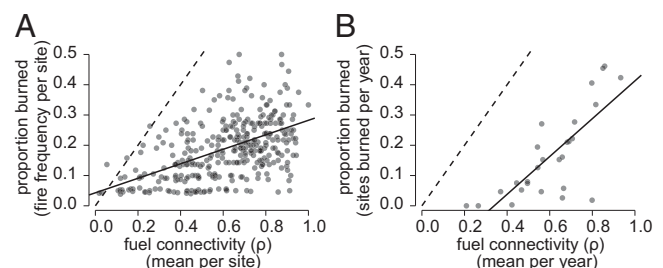 A
proportion burned
(fire frequency per site)
0.5
0.4
0.3
0.2
0.1
0.0
0.0 0.2 0.4 0.6 0.8 1.0
fuel connectivity (ρ)
(mean per site)
B
proportion burned
(sites burned per year)
0.5
0.4
0.3
0.2
0.1
0.0
0.0 0.2 0.4 0.6 0.8 1.0
fuel connectivity (ρ)
(mean per year)